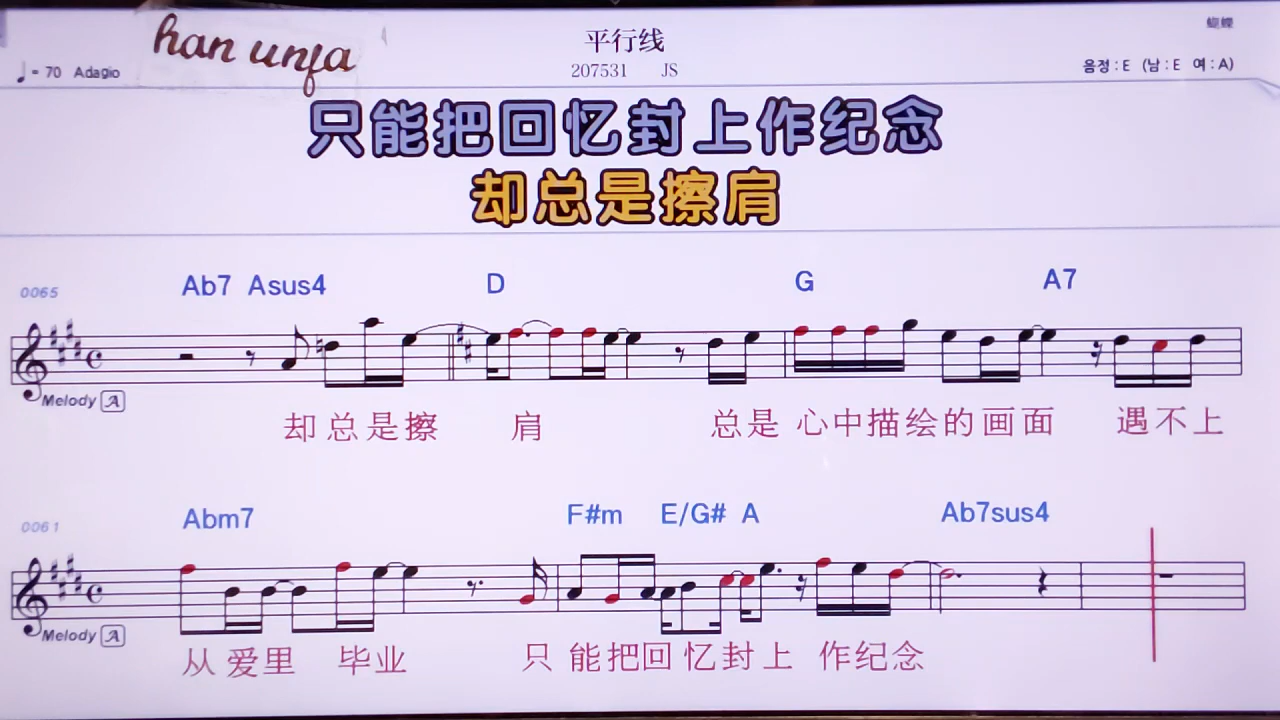 han unfa
平行线
蝴蝶
♩= 70 Adagio
207531 JS
음정 : E (남 : E 여 : A)
只能把回忆封上作纪念
却总是擦肩
0065 Ab7 Asus4 D G A7
Melody A
却总是擦 肩 总是 心中描绘的画面 遇不上
0061 Abm7 F#m E/G# A Ab7sus4
Melody A
从爱里 毕业 只 能把回忆封上 作纪念